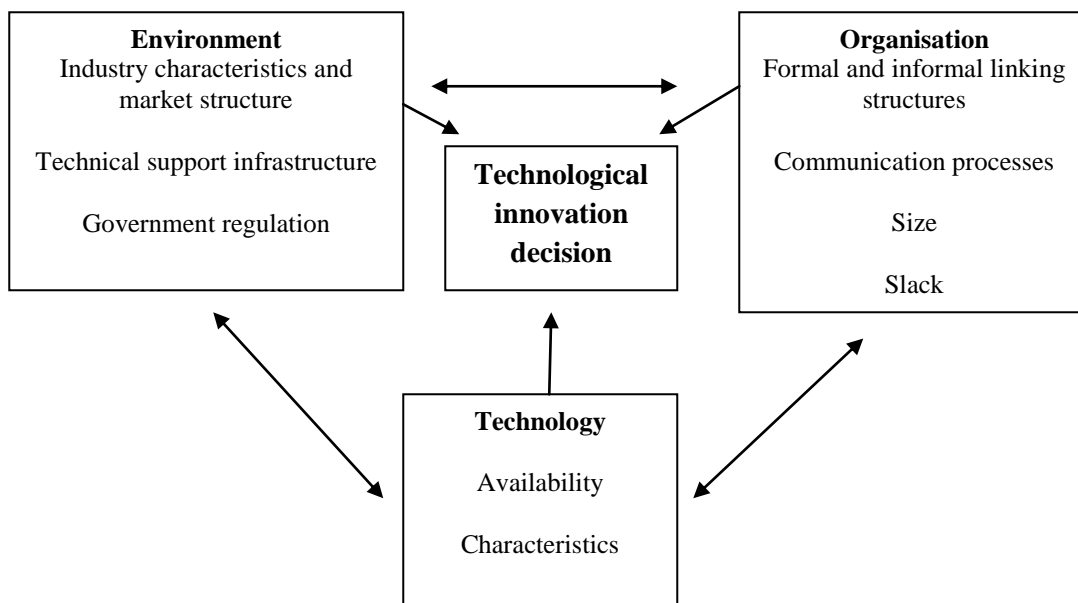 Environment
Industry characteristics and
market structure
Technical support infrastructure
Government regulation
Organisation
Formal and informal linking
structures
Communication processes
Size
Slack
Technological
innovation
decision
Technology
Availability
Characteristics